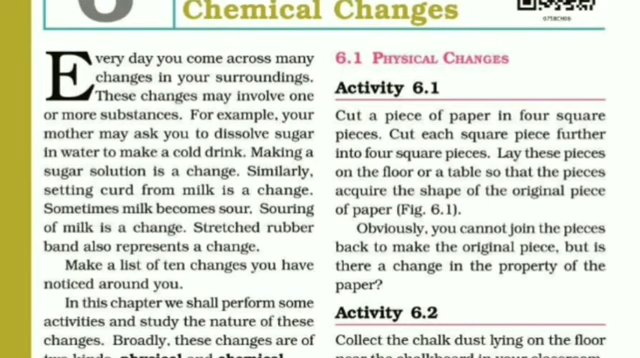 Chemical Changes
0758CH06
Every day you come across many
changes in your surroundings.
These changes may involve one
or more substances. For example, your
mother may ask you to dissolve sugar
in water to make a cold drink. Making a
sugar solution is a change. Similarly,
setting curd from milk is a change.
Sometimes milk becomes sour. Souring
of milk is a change. Stretched rubber
band also represents a change.
Make a list of ten changes you have
noticed around you.
In this chapter we shall perform some
activities and study the nature of these
changes. Broadly, these changes are of
two kinds, physical and chemical.
6.1 PHYSICAL CHANGES
Activity 6.1
Cut a piece of paper in four square
pieces. Cut each square piece further
into four square pieces. Lay these pieces
on the floor or a table so that the pieces
acquire the shape of the original piece
of paper (Fig. 6.1).
Obviously, you cannot join the pieces
back to make the original piece, but is
there a change in the property of the
paper?
Activity 6.2
Collect the chalk dust lying on the floor
near the chalkboard in your classroom.